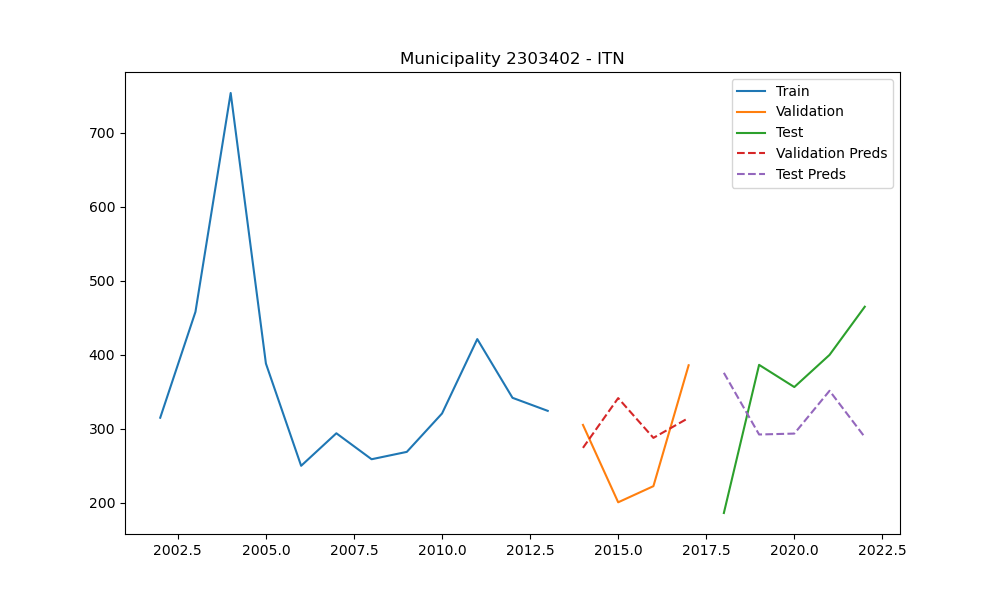 Municipality 2303402 - ITN
Train
Validation
Test
Validation Preds
Test Preds
700
600
500
400
300
200
2002.5 2005.0 2007.5 2010.0 2012.5 2015.0 2017.5 2020.0 2022.5